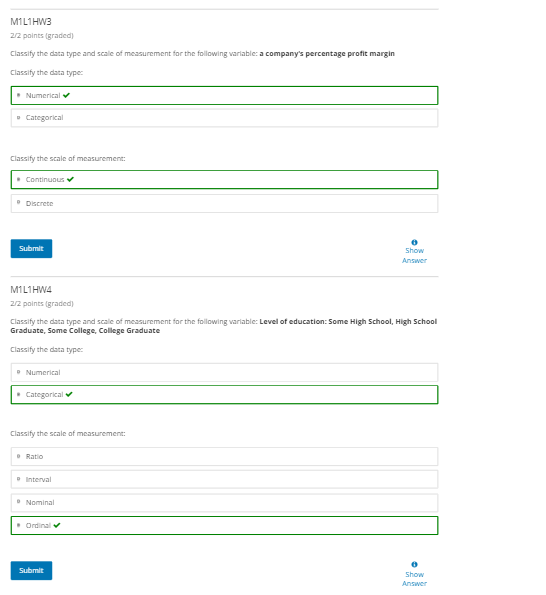 M1L1HW3
2/2 points (graded)
Classify the data type and scale of measurement for the following variable: a company's percentage profit margin
Classify the data type:
Numerical
Categorical
Classify the scale of measurement:
Continuous
Discrete
Submit
Show
Answer
M1L1HW4
2/2 points (graded)
Classify the data type and scale of measurement for the following variable: Level of education: Some High School, High School
Graduate, Some College, College Graduate
Classify the data type:
Numerical
Categorical
Classify the scale of measurement:
Ratio
Interval
Nominal
Ordinal
Submit
Show
Answer